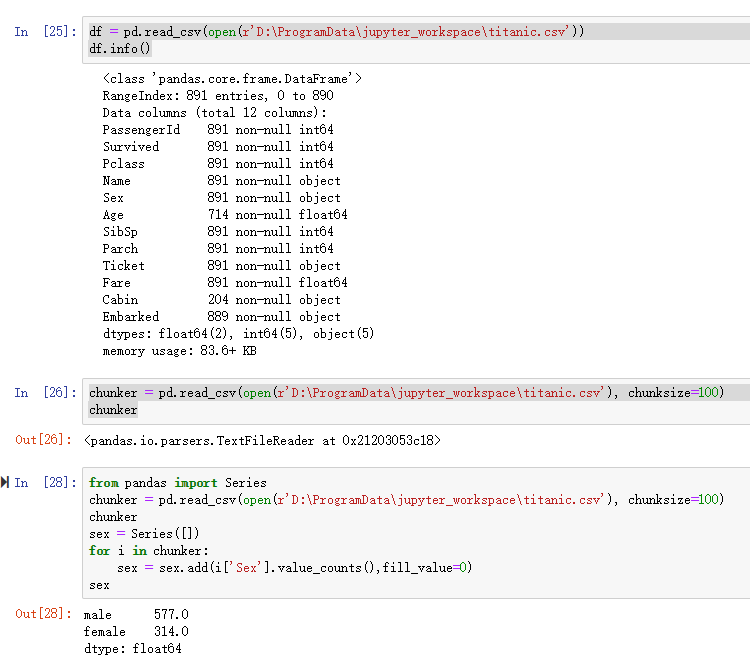 In [25]: df = pd.read_csv(open(r'D:\ProgramData\jupyter_workspace\titanic.csv'))
df.info()
<class 'pandas.core.frame.DataFrame'>
RangeIndex: 891 entries, 0 to 890
Data columns (total 12 columns):
PassengerId    891 non-null int64
Survived       891 non-null int64
Pclass         891 non-null int64
Name           891 non-null object
Sex            891 non-null object
Age            714 non-null float64
SibSp          891 non-null int64
Parch          891 non-null int64
Ticket         891 non-null object
Fare           891 non-null float64
Cabin          204 non-null object
Embarked       889 non-null object
dtypes: float64(2), int64(5), object(5)
memory usage: 83.6+ KB
In [26]: chunker = pd.read_csv(open(r'D:\ProgramData\jupyter_workspace\titanic.csv'), chunksize=100)
chunker
Out[26]: <pandas.io.parsers.TextFileReader at 0x21203053c18>
In [28]: from pandas import Series
chunker = pd.read_csv(open(r'D:\ProgramData\jupyter_workspace\titanic.csv'), chunksize=100)
chunker
sex = Series([])
for i in chunker:
    sex = sex.add(i['Sex'].value_counts(),fill_value=0)
sex
Out[28]: male      577.0
female    314.0
dtype: float64